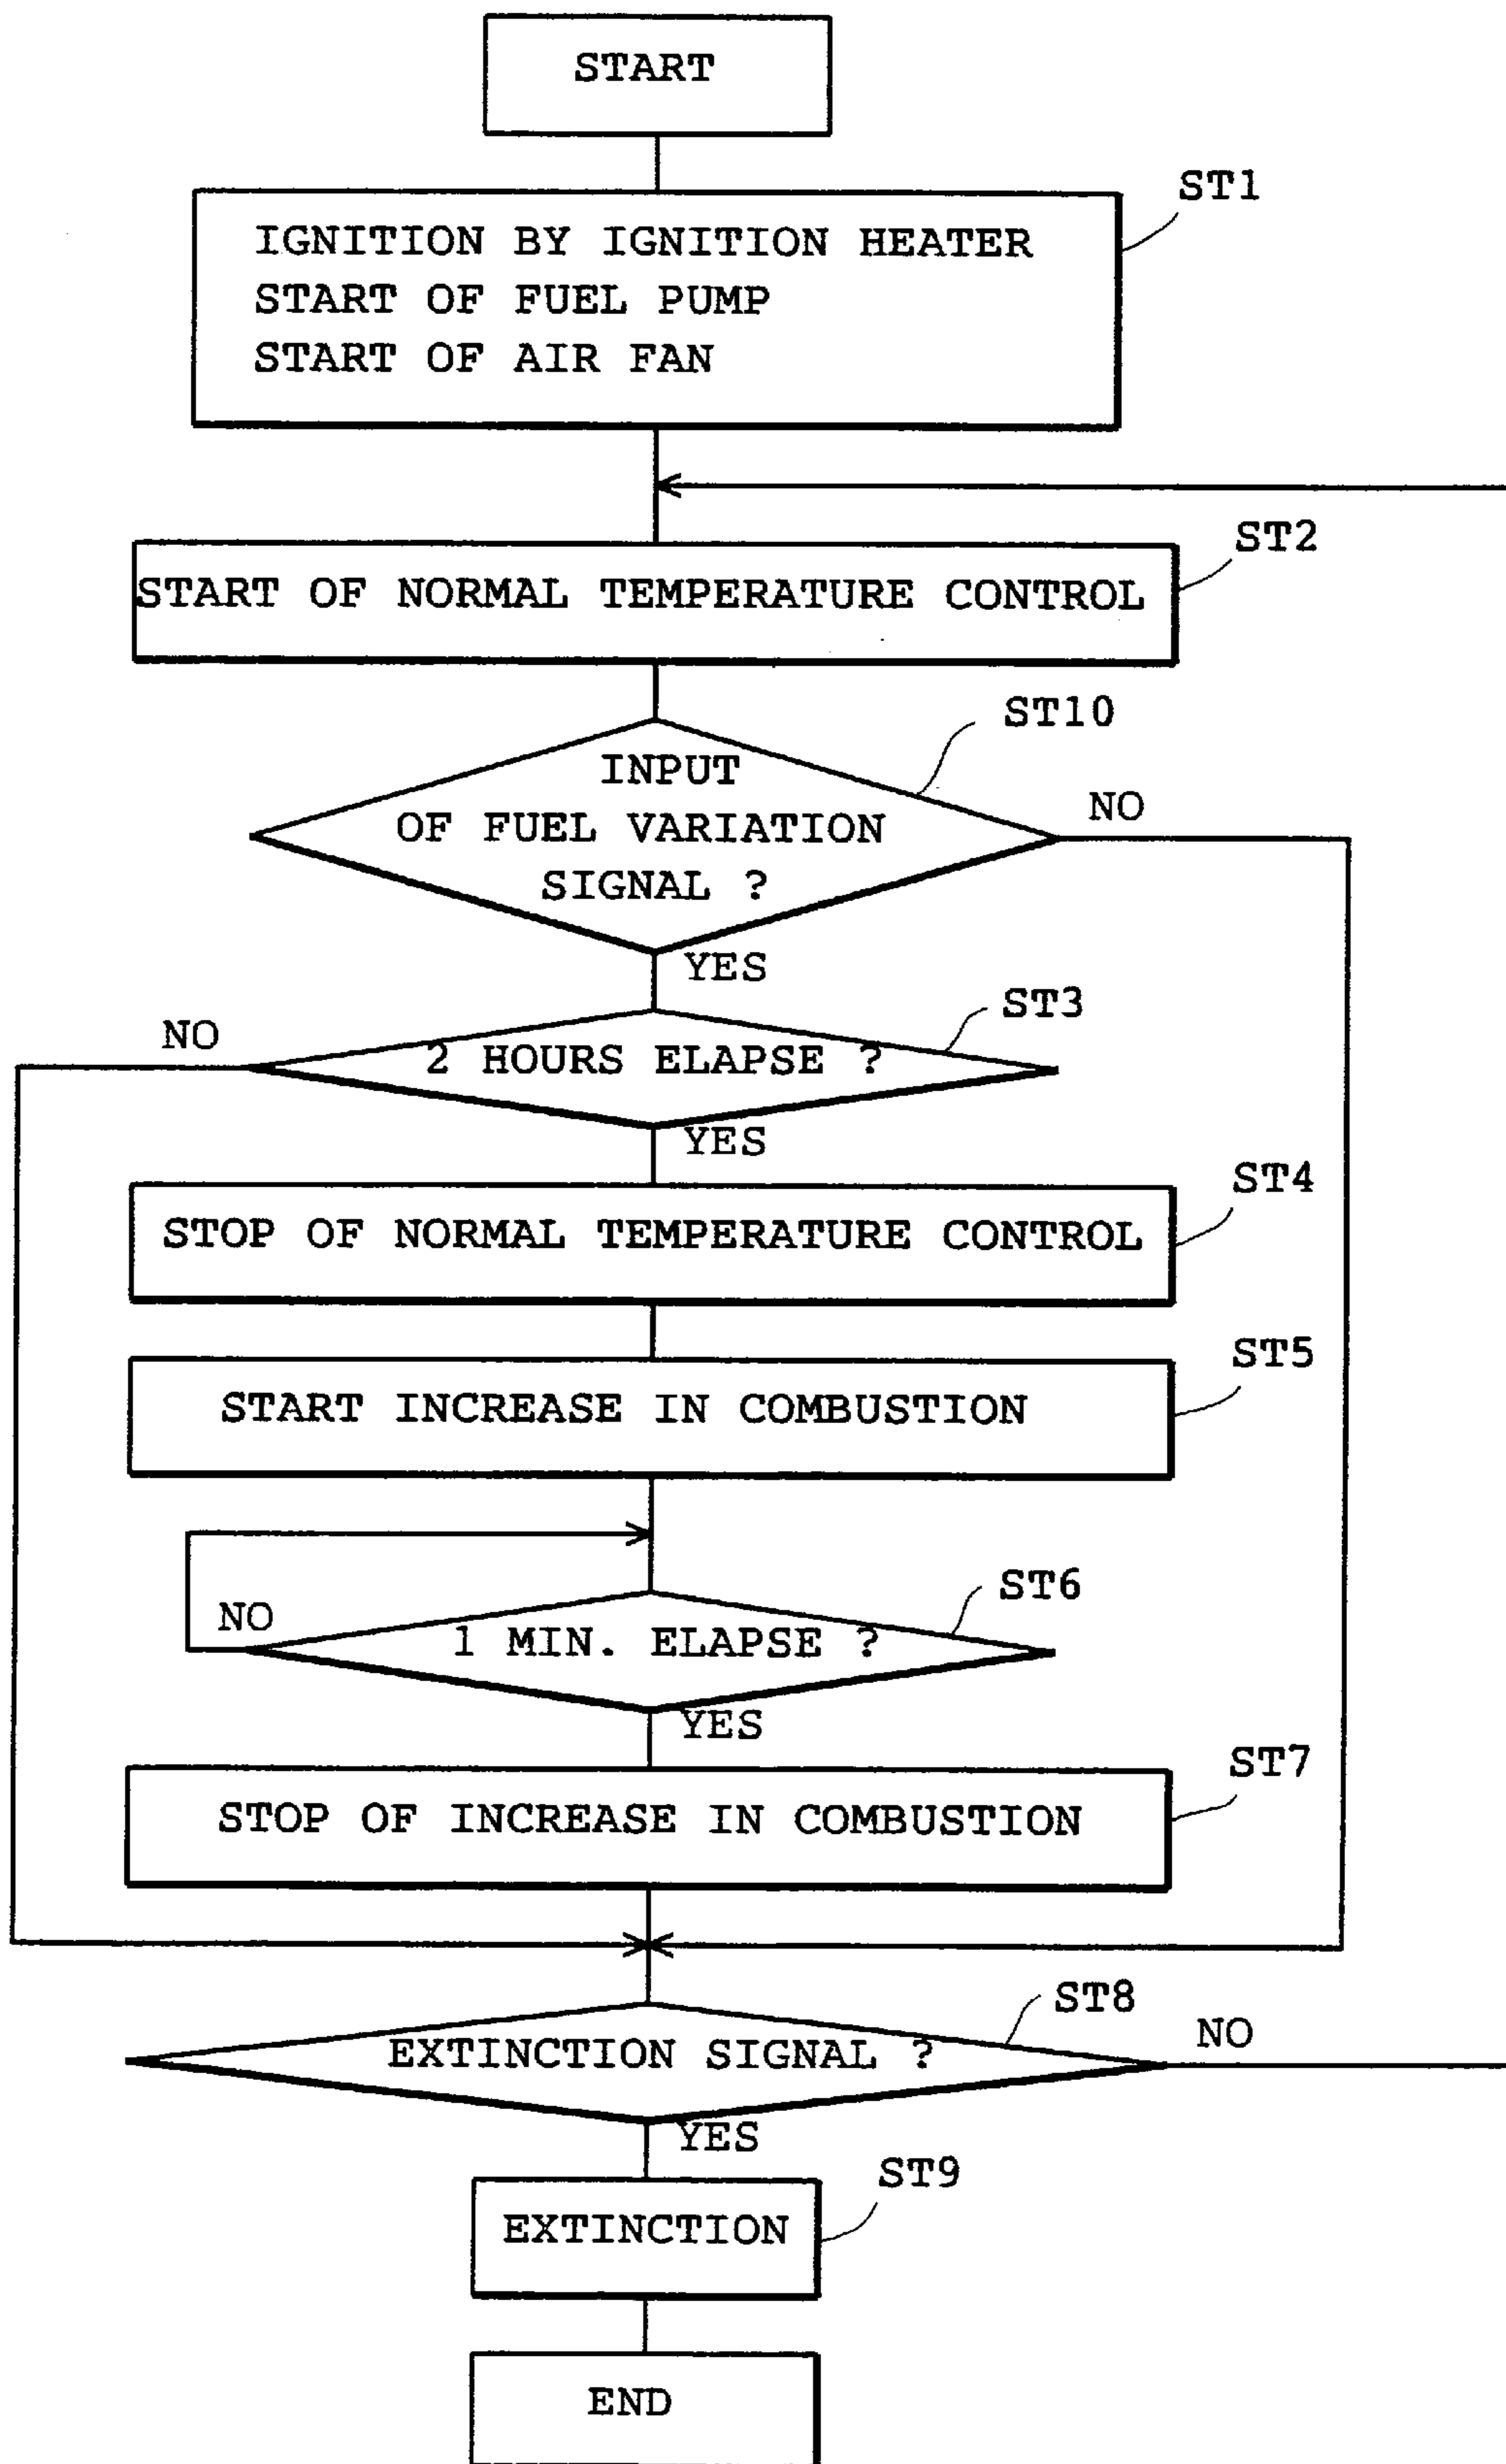 START
ST1
IGNITION BY IGNITION HEATER
START OF FUEL PUMP
START OF AIR FAN
ST2
START OF NORMAL TEMPERATURE CONTROL
ST10
INPUT
OF FUEL VARIATION
SIGNAL ?
NO
YES
ST3
NO
2 HOURS ELAPSE ?
YES
ST4
STOP OF NORMAL TEMPERATURE CONTROL
ST5
START INCREASE IN COMBUSTION
ST6
NO
1 MIN. ELAPSE ?
YES
ST7
STOP OF INCREASE IN COMBUSTION
ST8
EXTINCTION SIGNAL ?
NO
YES
ST9
EXTINCTION
END